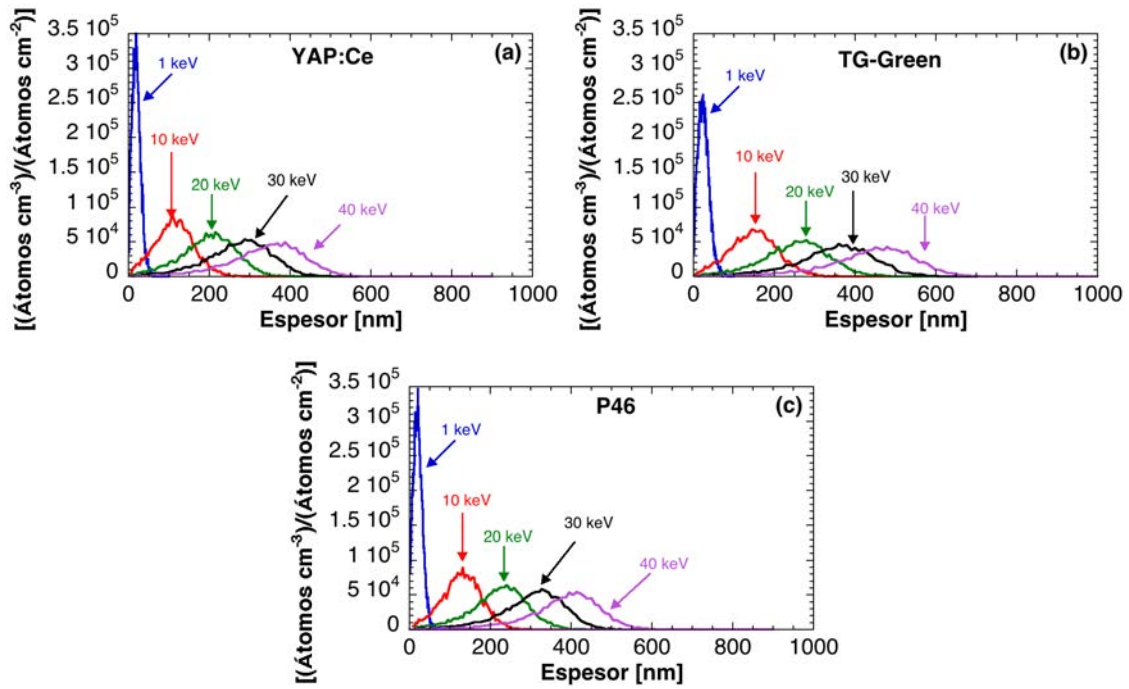 [(Átomos cm⁻³)/(Átomos cm⁻²)]
3.5 10⁵
3 10⁵
2.5 10⁵
2 10⁵
1.5 10⁵
1 10⁵
5 10⁴
0
YAP:Ce
(a)
1 keV
10 keV
20 keV
30 keV
40 keV
0 200 400 600 800 1000
Espesor [nm]
[(Átomos cm⁻³)/(Átomos cm⁻²)]
3.5 10⁵
3 10⁵
2.5 10⁵
2 10⁵
1.5 10⁵
1 10⁵
5 10⁴
0
TG-Green
(b)
1 keV
10 keV
20 keV
30 keV
40 keV
0 200 400 600 800 1000
Espesor [nm]
[(Átomos cm⁻³)/(Átomos cm⁻²)]
3.5 10⁵
3 10⁵
2.5 10⁵
2 10⁵
1.5 10⁵
1 10⁵
5 10⁴
0
P46
(c)
1 keV
10 keV
20 keV
30 keV
40 keV
0 200 400 600 800 1000
Espesor [nm]